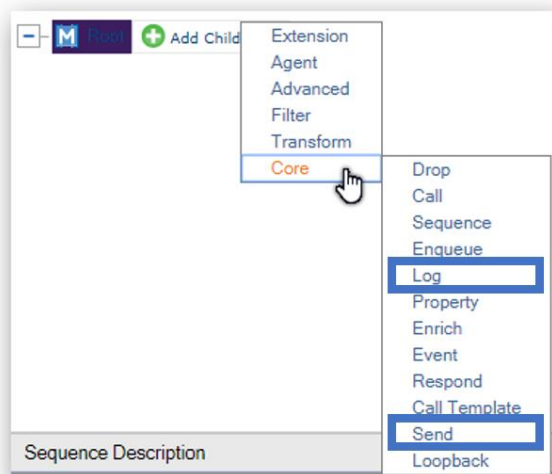 M Root Add Child
Extension
Agent
Advanced
Filter
Transform
Core
Drop
Call
Sequence
Enqueue
Log
Property
Enrich
Event
Respond
Call Template
Send
Loopback
Sequence Description